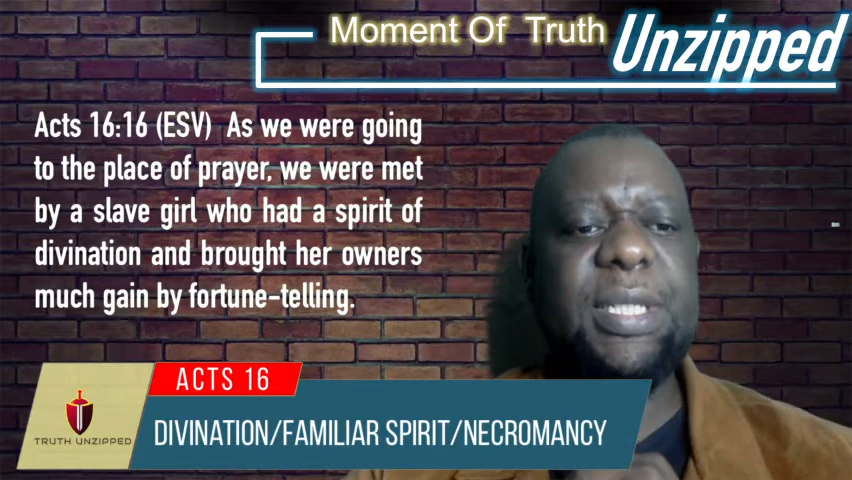 Moment Of Truth
Unzipped
Acts 16:16 (ESV) As we were going
to the place of prayer, we were met
by a slave girl who had a spirit of
divination and brought her owners
much gain by fortune-telling.
ACTS 16
TRUTH UNZIPPED
DIVINATION/FAMILIAR SPIRIT/NECROMANCY